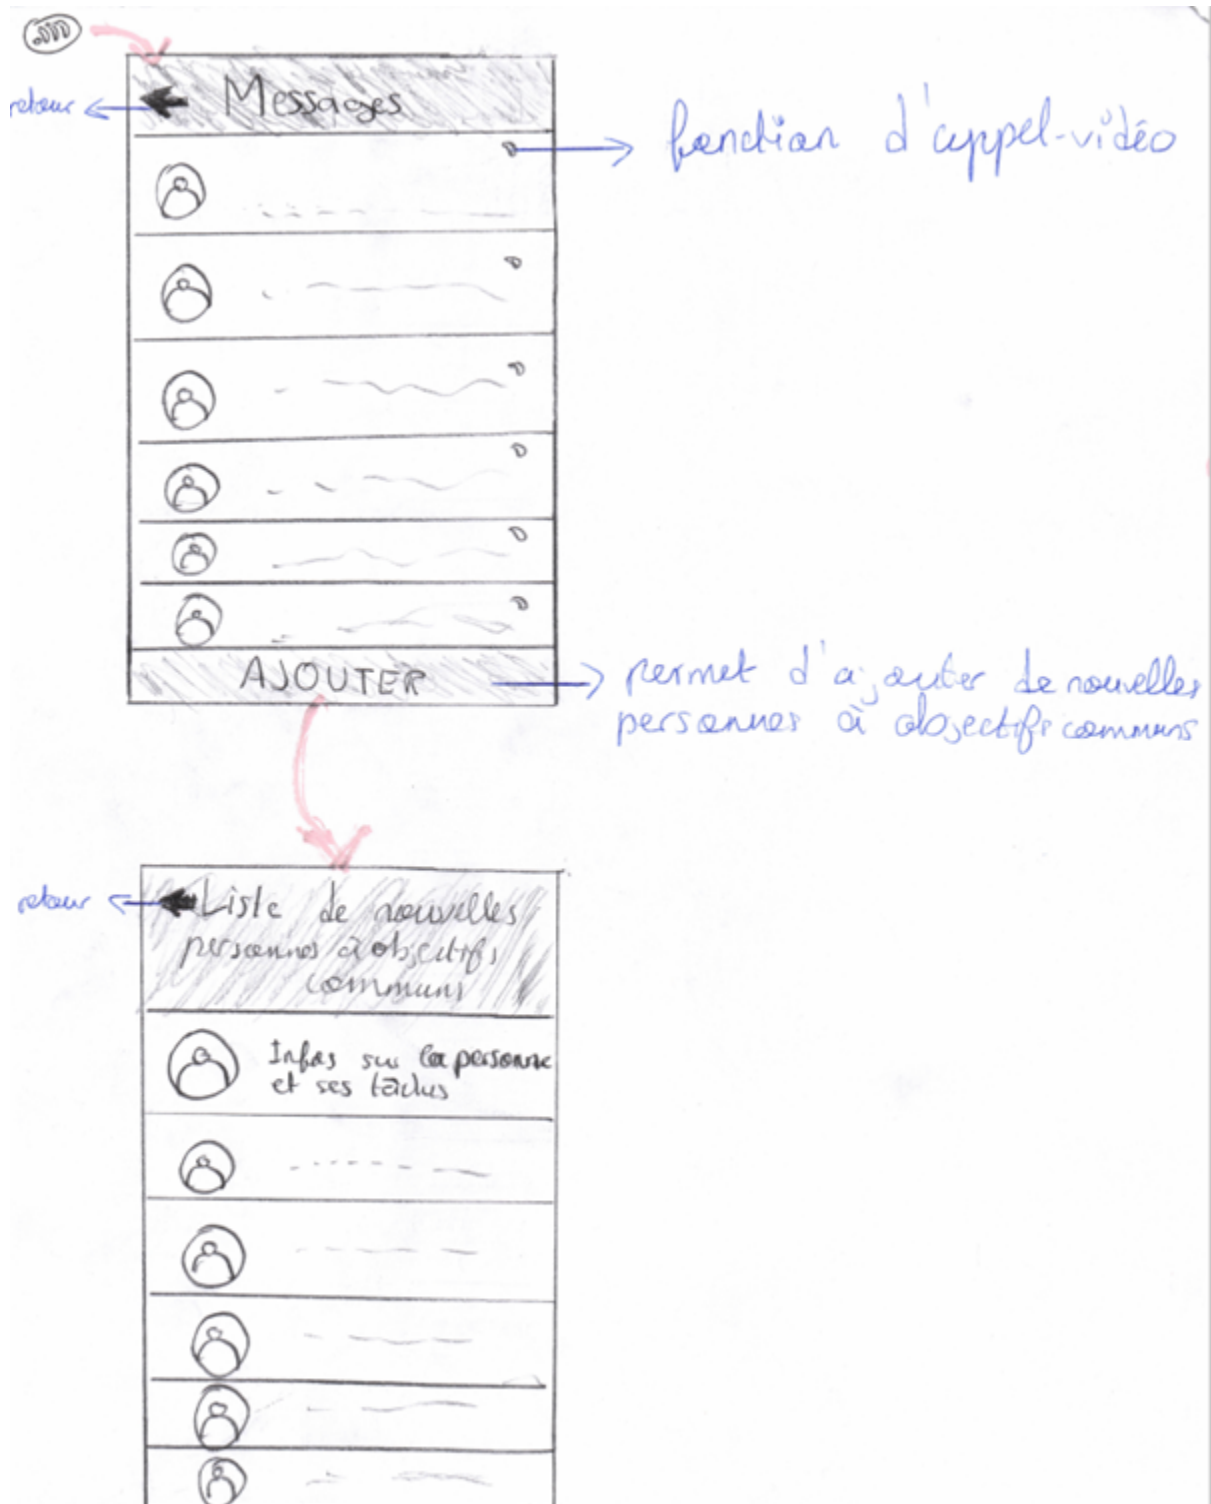 Messages
retour
fonction d'appel-vidéo
AJOUTER
permet d'ajouter de nouvelles
personnes à objectifs communs
retour
Liste de nouvelles
personnes à objectifs
communs
Infos sur la personne
et ses tâches